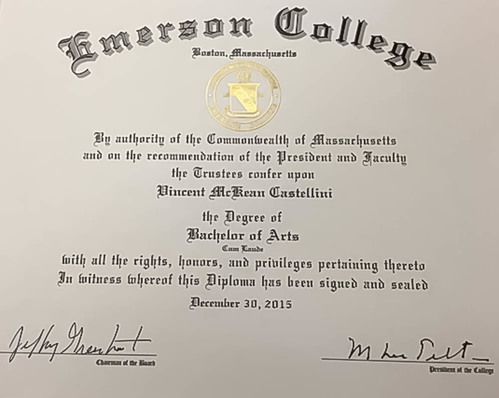 Emerson College
Boston, Massachusetts
By authority of the Commonwealth of Massachusetts
and on the recommendation of the President and Faculty
the Trustees confer upon
Vincent McKean Castellini
the Degree of
Bachelor of Arts
Cum Laude
with all the rights, honors, and privileges pertaining thereto
In witness whereof this Diploma has been signed and sealed
December 30, 2015
Chairman of the Board
President of the College